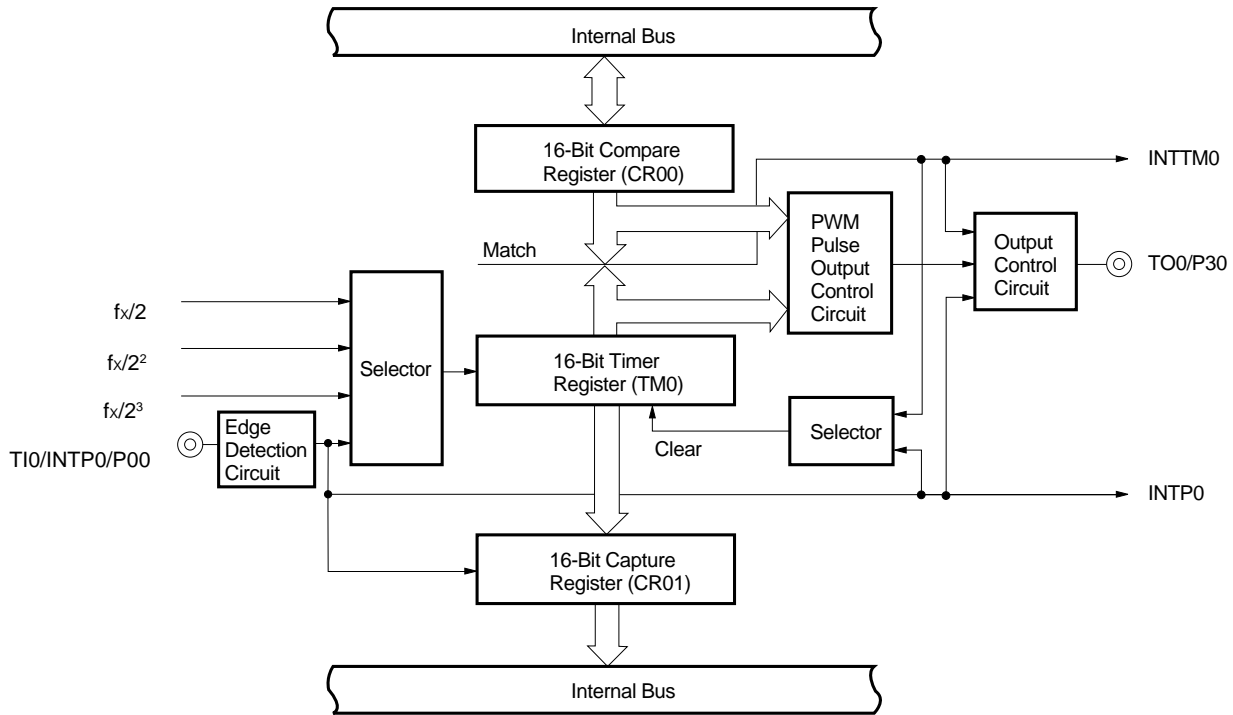 Internal Bus
16-Bit Compare
Register (CR00)
INTTM0
PWM
Pulse
Output
Control
Circuit
Output
Control
Circuit
TO0/P30
Match
fX/2
fX/2²
fX/2³
Selector
16-Bit Timer
Register (TM0)
Edge
Detection
Circuit
TI0/INTP0/P00
Clear
Selector
INTP0
16-Bit Capture
Register (CR01)
Internal Bus